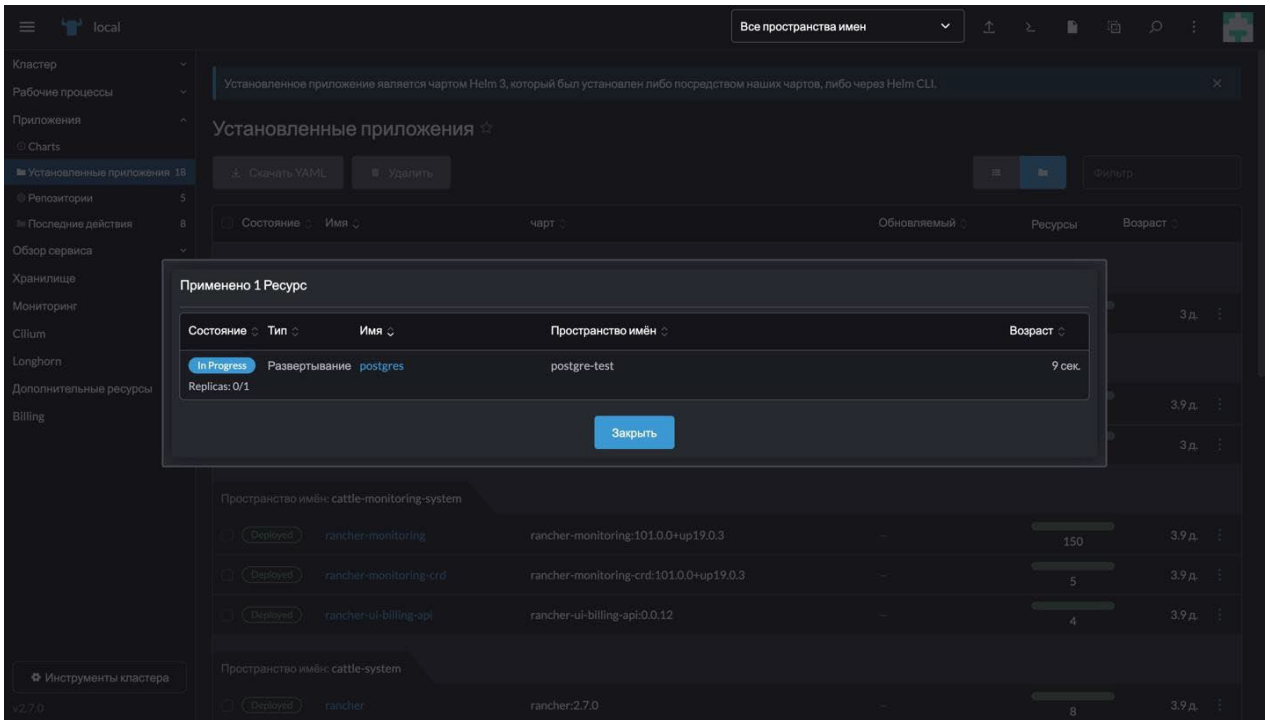 local
Все пространства имен
Кластер
Рабочие процессы
Приложения
Charts
Установленные приложения 18
Репозитории 5
Последние действия 8
Обзор сервиса
Хранилище
Мониторинг
Cilium
Longhorn
Дополнительные ресурсы
Billing
Инструменты кластера
v2.7.0
Установленное приложение является чартом Helm 3, который был установлен либо посредством наших чартов, либо через Helm CLI.
Установленные приложения
Скачать YAML Удалить Фильтр
Состояние Имя чарт Обновляемый Ресурсы Возраст
3 д.
Применено 1 Ресурс
Состояние Тип Имя Пространство имён Возраст
In Progress Развертывание postgres postgre-test 9 сек.
Replicas: 0/1
Закрыть
3.9 д.
3 д.
Пространство имён: cattle-monitoring-system
Deployed rancher-monitoring rancher-monitoring:101.0.0+up19.0.3 – 150 3.9 д.
Deployed rancher-monitoring-crd rancher-monitoring-crd:101.0.0+up19.0.3 – 5 3.9 д.
Deployed rancher-ui-billing-api rancher-ui-billing-api:0.0.12 – 4 3.9 д.
Пространство имён: cattle-system
Deployed rancher rancher:2.7.0 – 8 3.9 д.